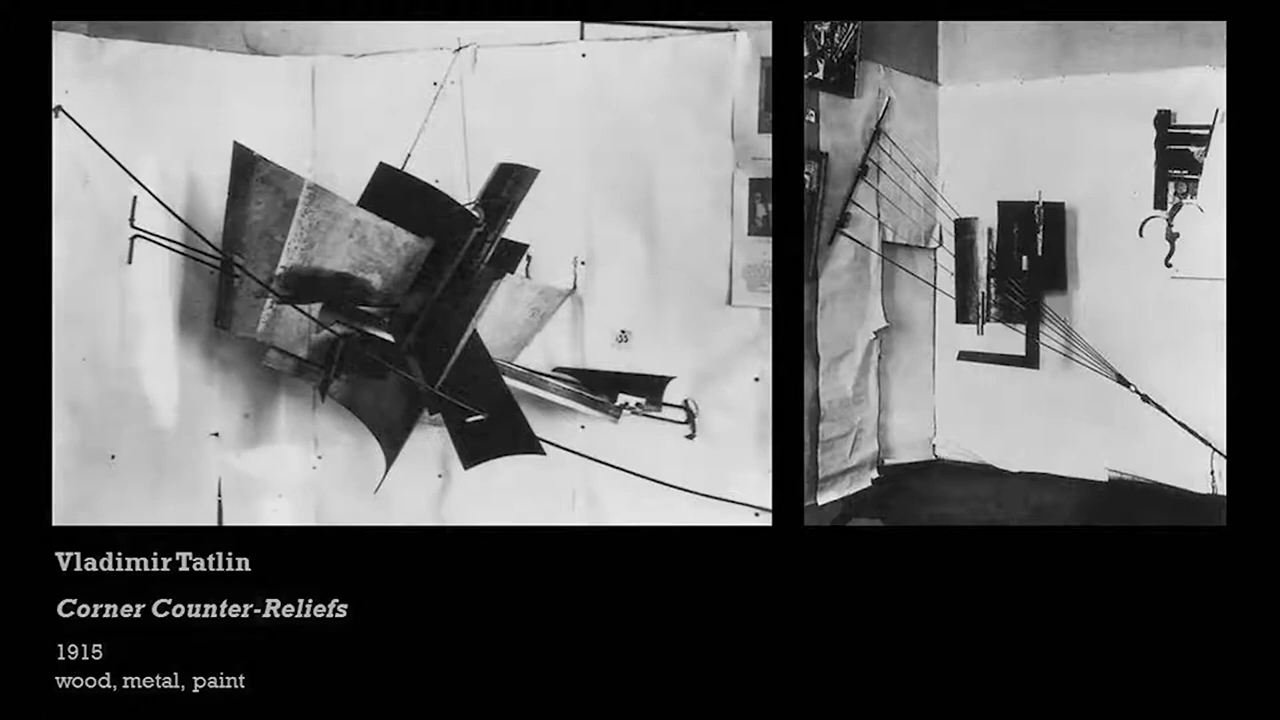 Vladimir Tatlin
Corner Counter-Reliefs
1915
wood, metal, paint